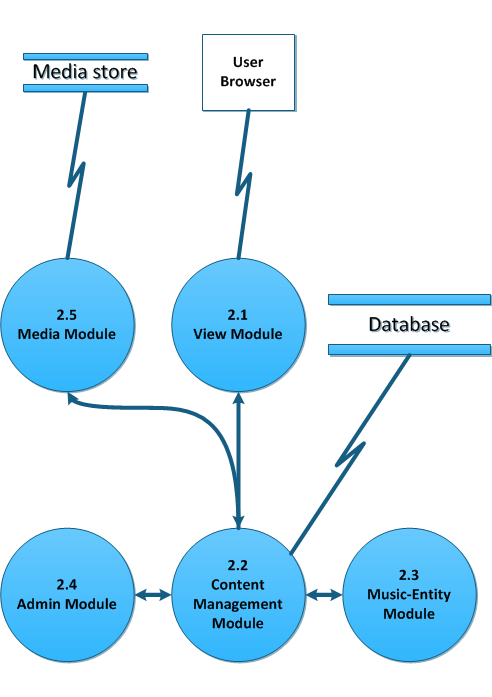 Media store
User
Browser
2.5
Media Module
2.1
View Module
Database
2.4
Admin Module
2.2
Content
Management
Module
2.3
Music-Entity
Module